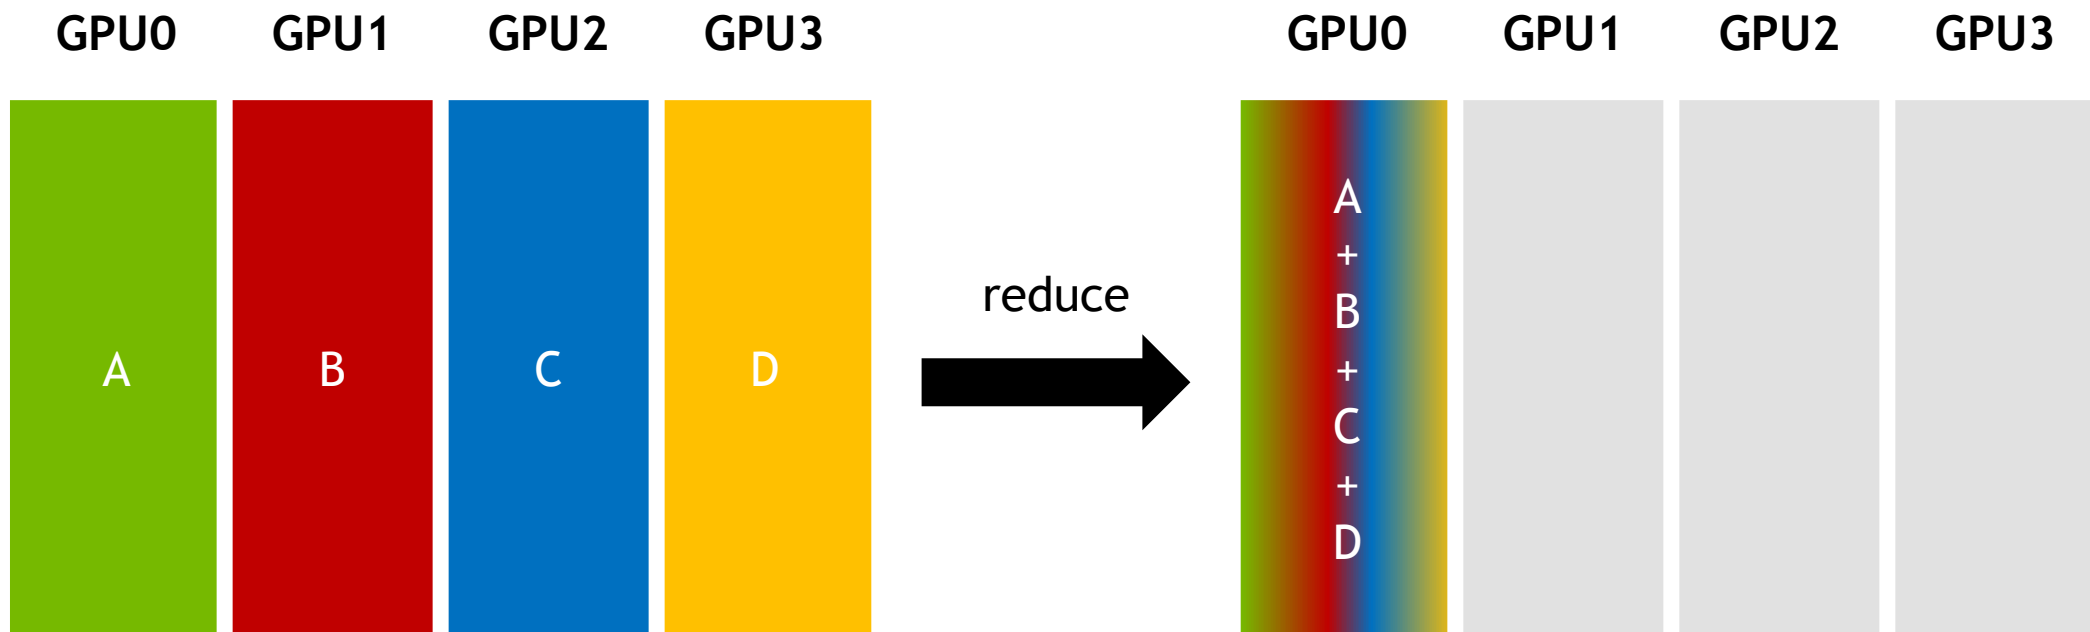 GPU0 GPU1 GPU2 GPU3 GPU0 GPU1 GPU2 GPU3
A B C D
reduce
A
+
B
+
C
+
D